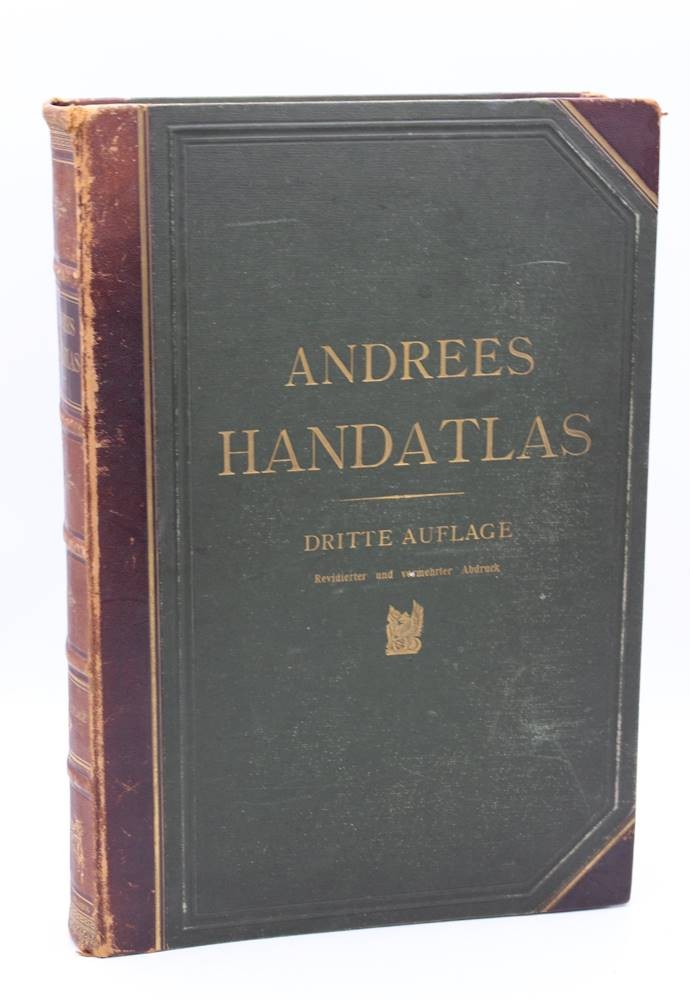 ANDREES
HANDATLAS
DRITTE AUFLAGE
Revidierter und vermehrter Abdruck